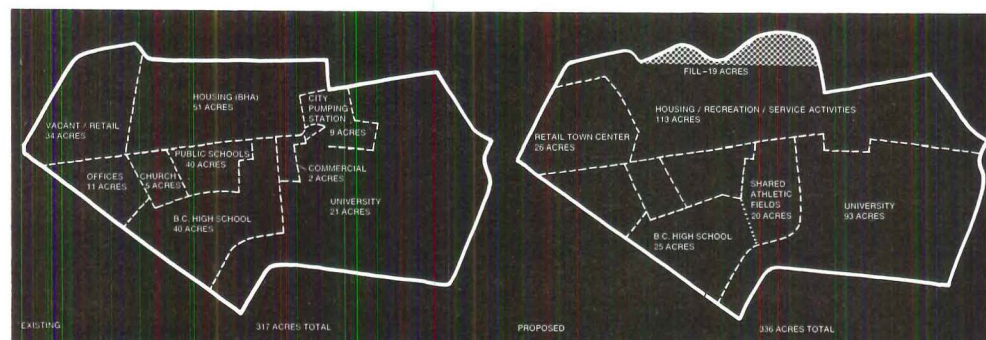 VACANT / RETAIL
34 ACRES
HOUSING (BHA)
51 ACRES
CITY
PUMPING
STATION
9 ACRES
OFFICES
11 ACRES
CHURCH
5 ACRES
PUBLIC SCHOOLS
40 ACRES
COMMERCIAL
2 ACRES
UNIVERSITY
21 ACRES
B.C. HIGH SCHOOL
40 ACRES
EXISTING
317 ACRES TOTAL
FILL-19 ACRES
HOUSING / RECREATION / SERVICE ACTIVITIES
113 ACRES
RETAIL TOWN CENTER
26 ACRES
SHARED
ATHLETIC
FIELDS
20 ACRES
UNIVERSITY
93 ACRES
B.C. HIGH SCHOOL
25 ACRES
PROPOSED
336 ACRES TOTAL